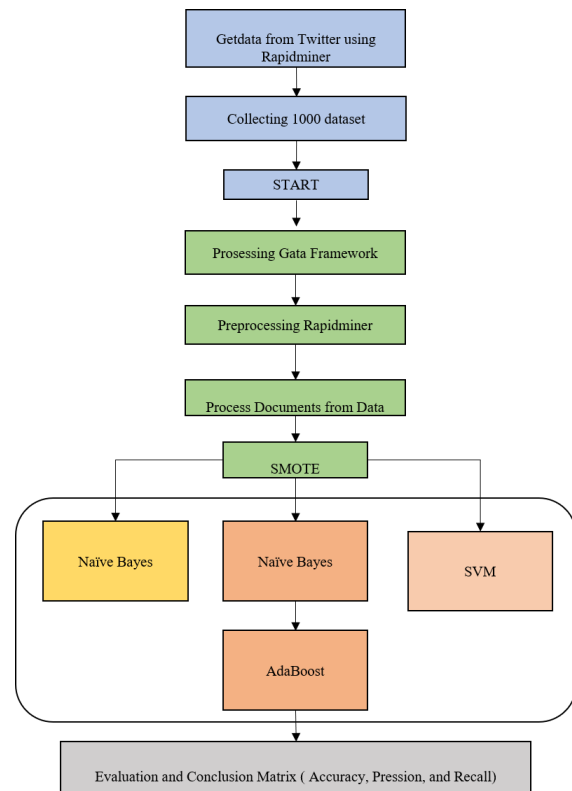 Getdata from Twitter using
Rapidminer
Collecting 1000 dataset
START
Prosessing Gata Framework
Preprocessing Rapidminer
Process Documents from Data
SMOTE
Naïve Bayes
Naïve Bayes
SVM
AdaBoost
Evaluation and Conclusion Matrix ( Accuracy, Pression, and Recall)